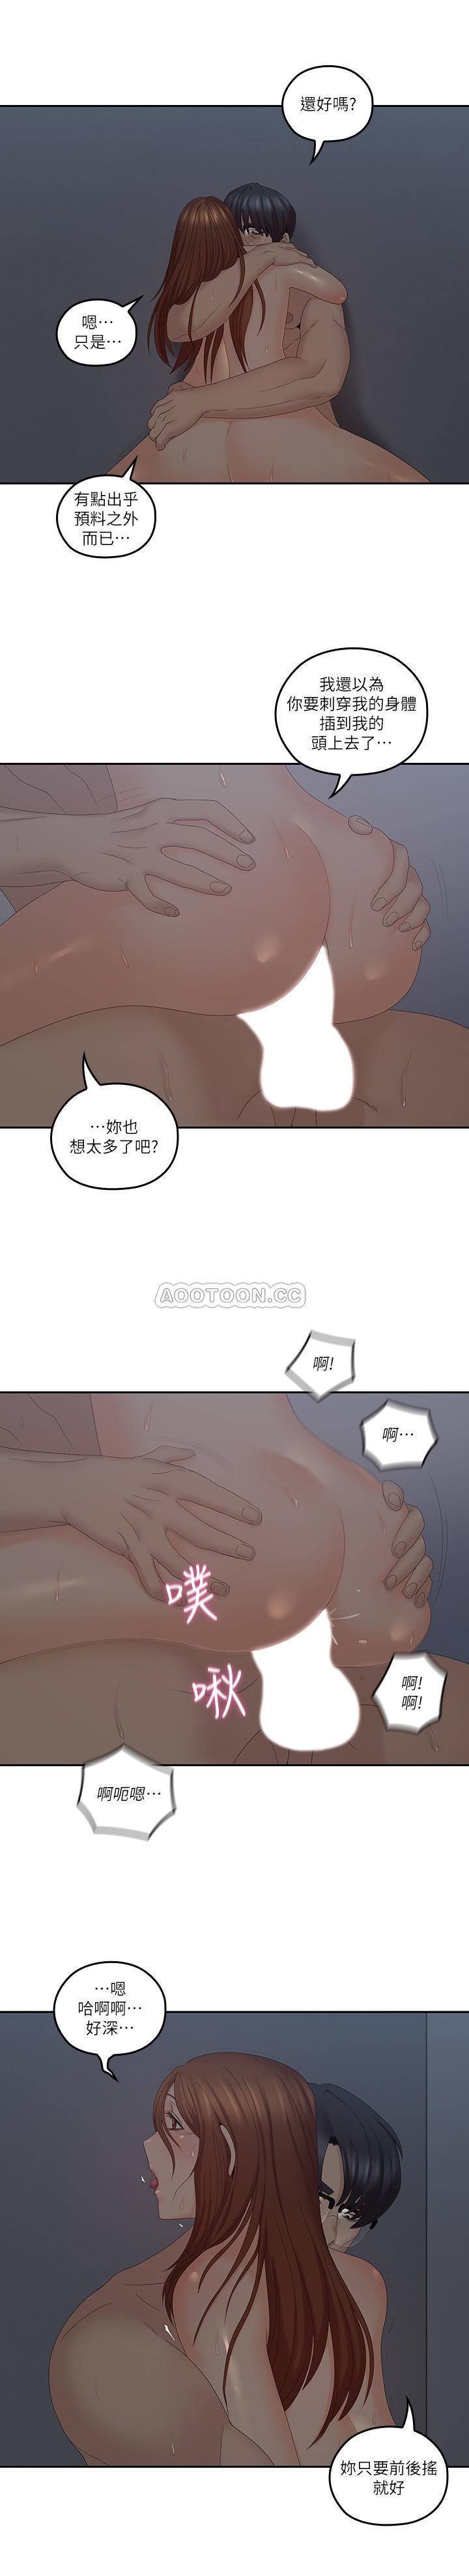 還好嗎?
嗯…
只是…
有點出乎
預料之外
而已…
我還以為
你要刺穿我的身體
插到我的
頭上去了…
…妳也
想太多了吧?
AOOTOON.CC
啊!
啊…
噗
啾
啊!
啊!
啊呃嗯…
…嗯
哈啊啊…
好深…
妳只要前後搖
就好